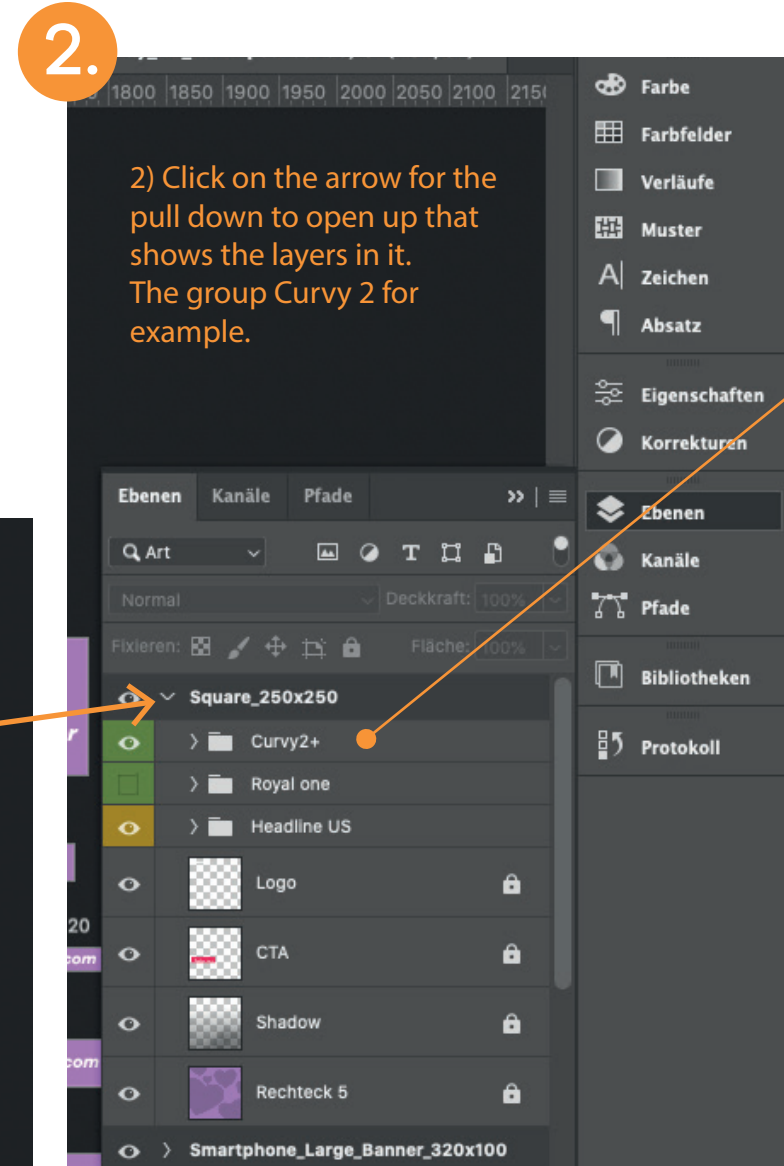 2.
1800 1850 1900 1950 2000 2050 2100
2) Click on the arrow for the
pull down to open up that
shows the layers in it.
The group Curvy 2 for
example.
Farbe
Farbfelder
Verläufe
Muster
Zeichen
Absatz
Eigenschaften
Korrekturen
Ebenen
Kanäle
Pfade
Bibliotheken
Protokoll
Ebenen Kanäle Pfade
Art
Normal Deckkraft: 100%
Fixieren: Fläche: 100%
Square_250x250
Curvy2+
Royal one
Headline US
Logo
CTA
Shadow
Rechteck 5
Smartphone_Large_Banner_320x100
r
20
com
com